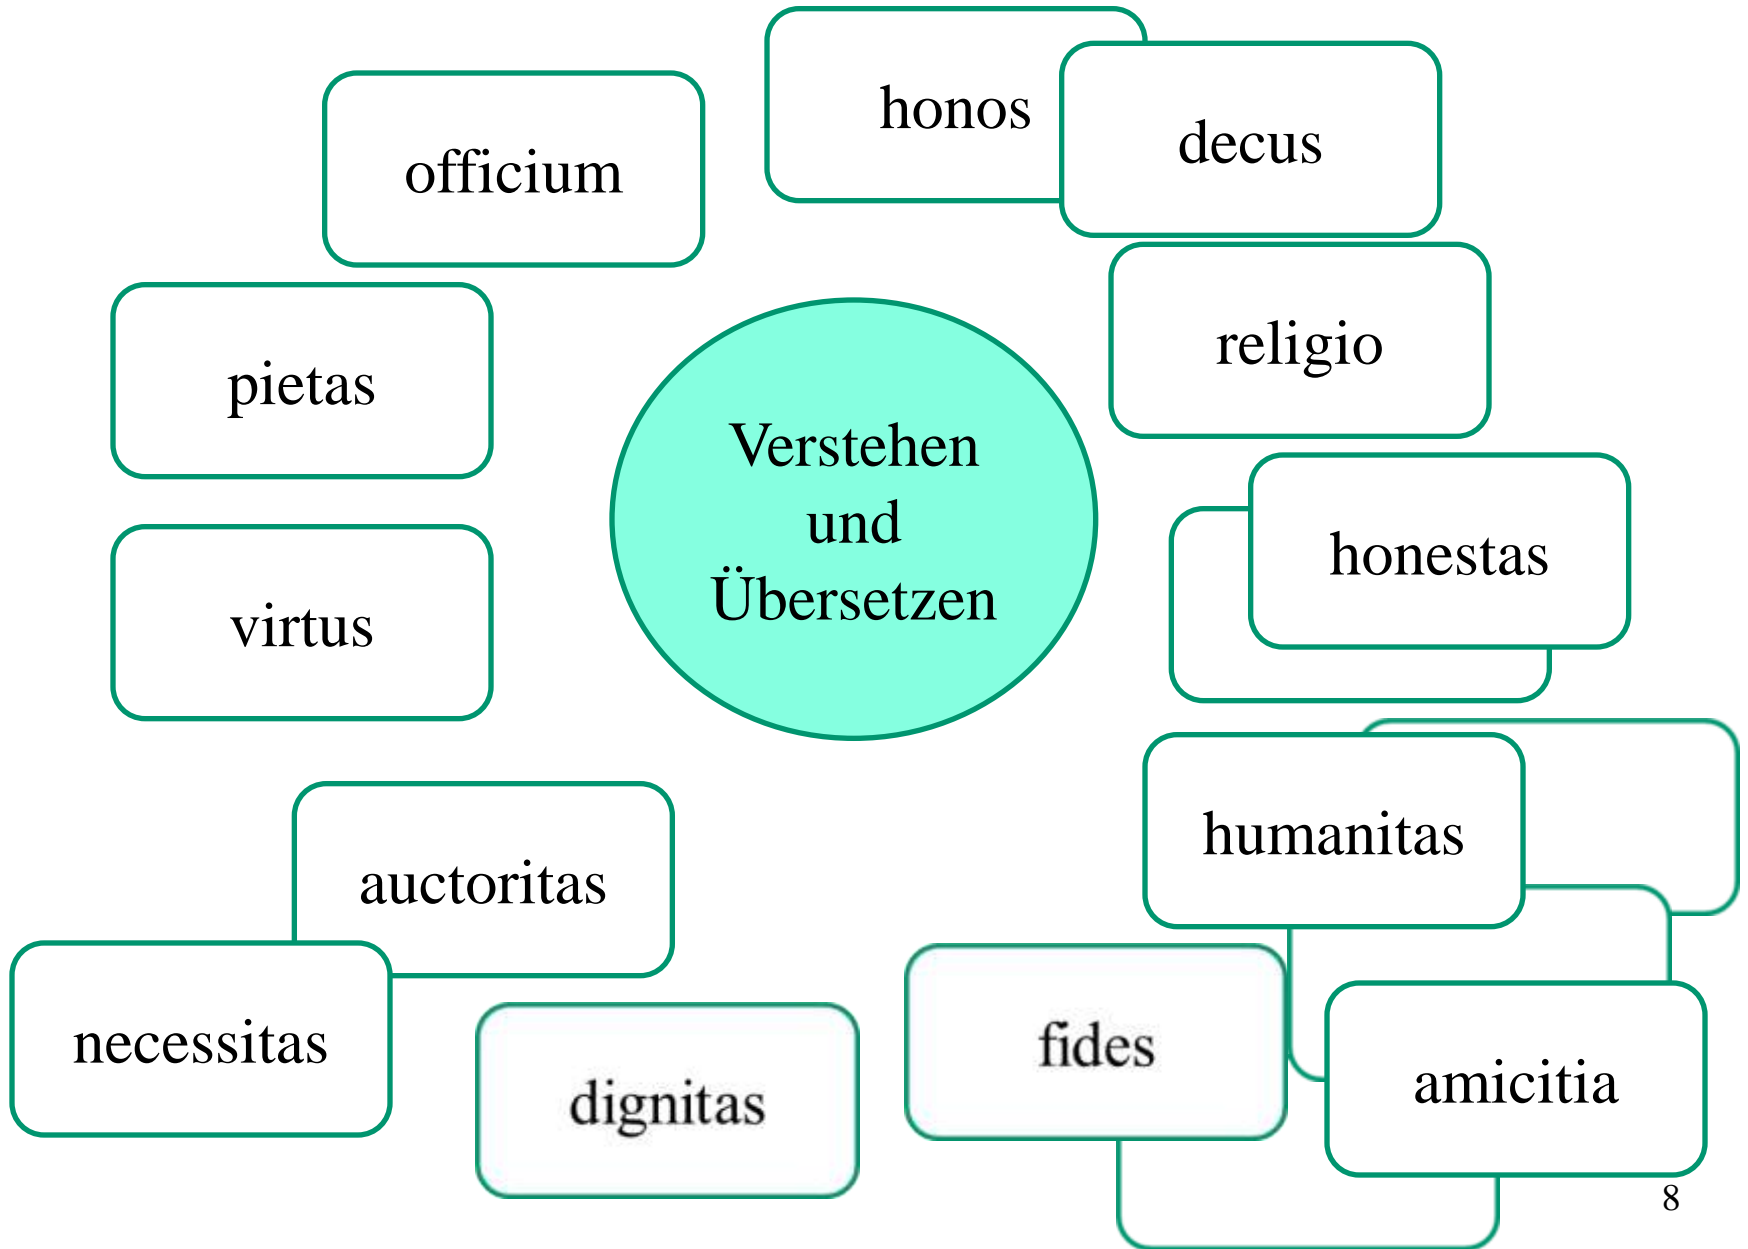 honos
decus
officium
religio
pietas
Verstehen
und
Übersetzen
honestas
virtus
humanitas
auctoritas
necessitas
fides
amicitia
dignitas
8